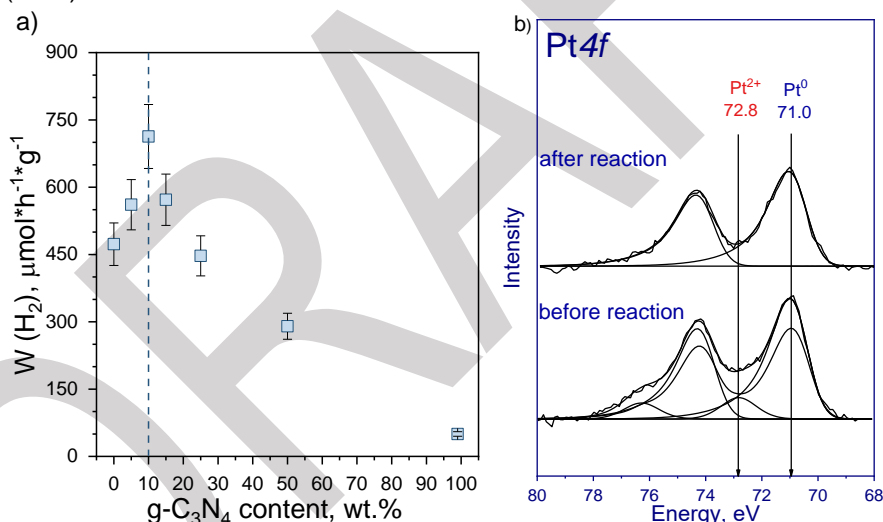 a)
900
750
600
450
300
150
0
W (H₂), μmol*h⁻¹*g⁻¹
0 10 20 30 40 50 60 70 80 90 100
g-C₃N₄ content, wt.%
b)
Pt4f
Pt²⁺
72.8
Pt⁰
71.0
after reaction
before reaction
Intensity
80 78 76 74 72 70 68
Energy, eV